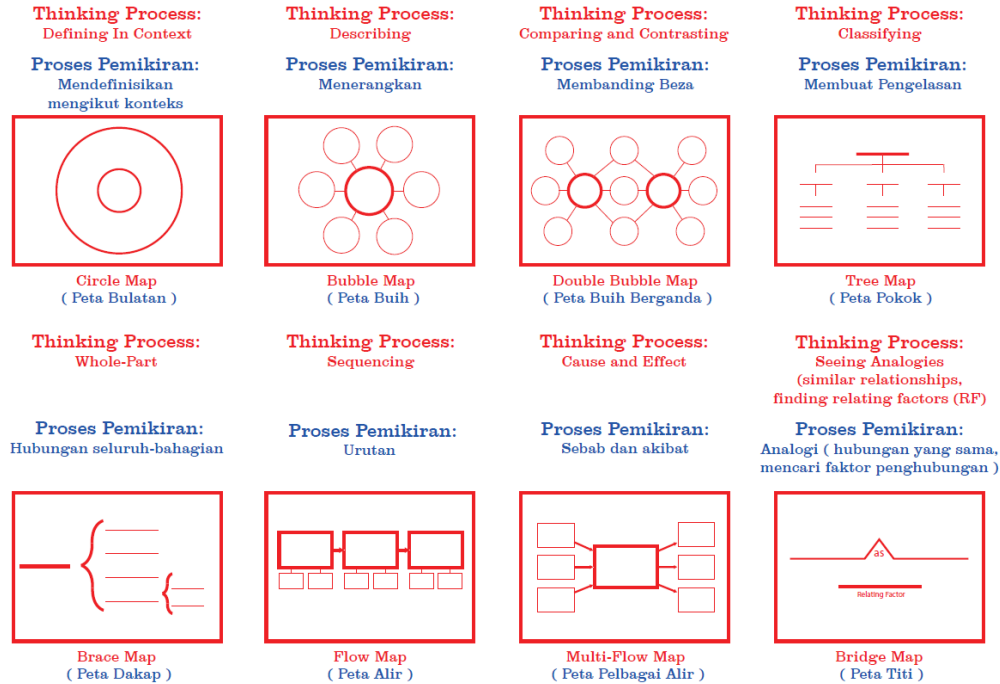 Thinking Process:
Defining In Context
Proses Pemikiran:
Mendefinisikan
mengikut konteks
Circle Map
( Peta Bulatan )
Thinking Process:
Describing
Proses Pemikiran:
Menerangkan
Bubble Map
( Peta Buih )
Thinking Process:
Comparing and Contrasting
Proses Pemikiran:
Membanding Beza
Double Bubble Map
( Peta Buih Berganda )
Thinking Process:
Classifying
Proses Pemikiran:
Membuat Pengelasan
Tree Map
( Peta Pokok )
Thinking Process:
Whole-Part
Proses Pemikiran:
Hubungan seluruh-bahagian
Brace Map
( Peta Dakap )
Thinking Process:
Sequencing
Proses Pemikiran:
Urutan
Flow Map
( Peta Alir )
Thinking Process:
Cause and Effect
Proses Pemikiran:
Sebab dan akibat
Multi-Flow Map
( Peta Pelbagai Alir )
Thinking Process:
Seeing Analogies
(similar relationships,
finding relating factors (RF)
Proses Pemikiran:
Analogi ( hubungan yang sama,
mencari faktor penghubungan )
as
Relating Factor
Bridge Map
( Peta Titi )